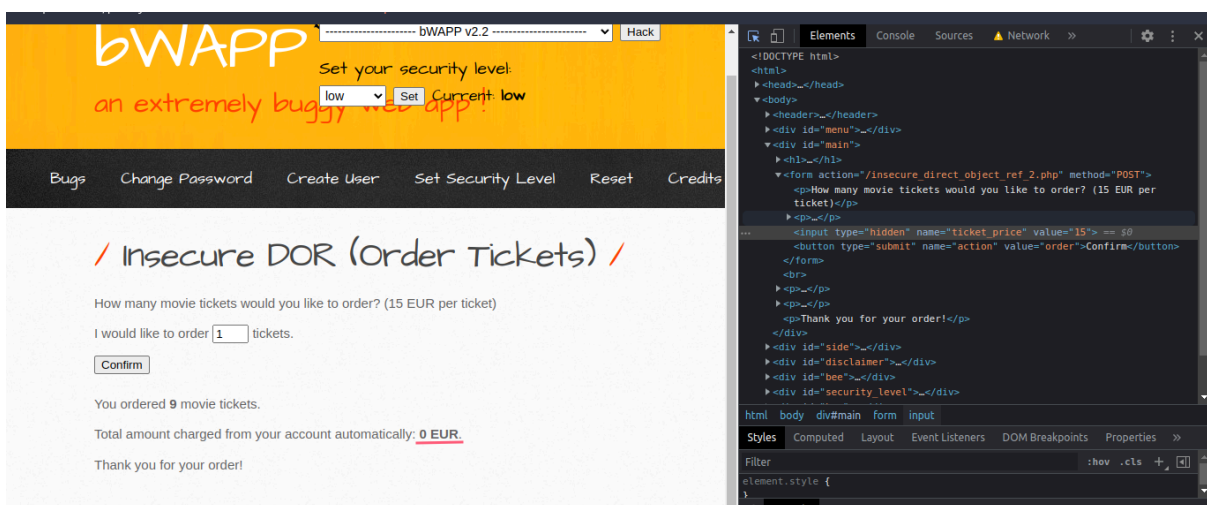 bWAPP
-------------------- bWAPP v2.2 --------------------
Hack
Set your security level:
low Set Current: low
an extremely buggy web app !
Bugs Change Password Create User Set Security Level Reset Credits
/ Insecure DOR (Order Tickets) /
How many movie tickets would you like to order? (15 EUR per ticket)
I would like to order 1 tickets.
Confirm
You ordered 9 movie tickets.
Total amount charged from your account automatically: 0 EUR.
Thank you for your order!
Elements Console Sources Network »
<!DOCTYPE html>
<html>
<head>…</head>
<body>
<header>…</header>
<div id="menu">…</div>
<div id="main">
<h1>…</h1>
<form action="/insecure_direct_object_ref_2.php" method="POST">
<p>How many movie tickets would you like to order? (15 EUR per
ticket)</p>
<p>…</p>
<input type="hidden" name="ticket_price" value="15"> == $0
<button type="submit" name="action" value="order">Confirm</button>
</form>
<br>
<p>…</p>
<p>…</p>
<p>Thank you for your order!</p>
</div>
<div id="side">…</div>
<div id="disclaimer">…</div>
<div id="bee">…</div>
<div id="security_level">…</div>
html body div#main form input
Styles Computed Layout Event Listeners DOM Breakpoints Properties »
Filter :hov .cls +
element.style {
}